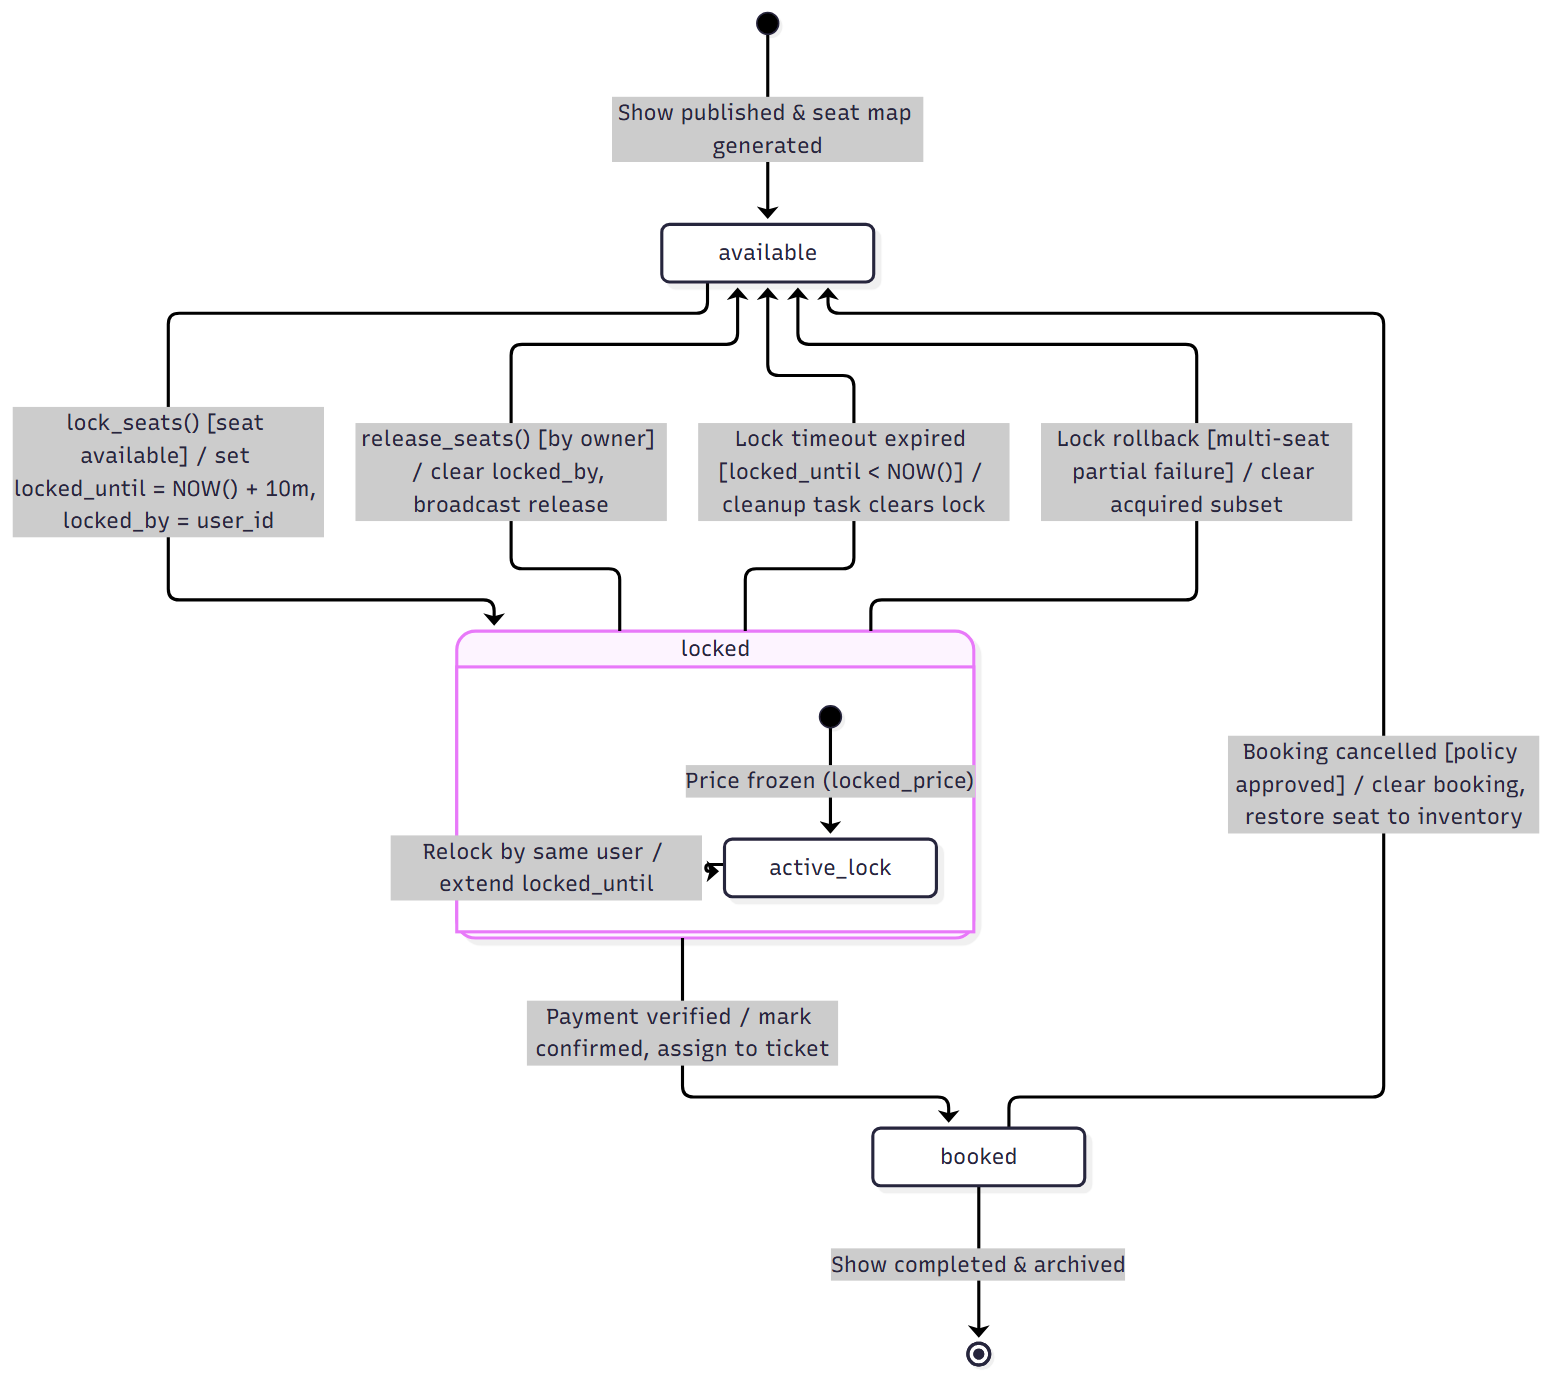 Show published & seat map
generated
available
lock_seats() [seat
available] / set
locked_until = NOW() + 10m,
locked_by = user_id
release_seats() [by owner]
/ clear locked_by,
broadcast release
Lock timeout expired
[locked_until < NOW()] /
cleanup task clears lock
Lock rollback [multi-seat
partial failure] / clear
acquired subset
locked
Price frozen (locked_price)
Booking cancelled [policy
approved] / clear booking,
restore seat to inventory
Relock by same user /
extend locked_until
active_lock
Payment verified / mark
confirmed, assign to ticket
booked
Show completed & archived